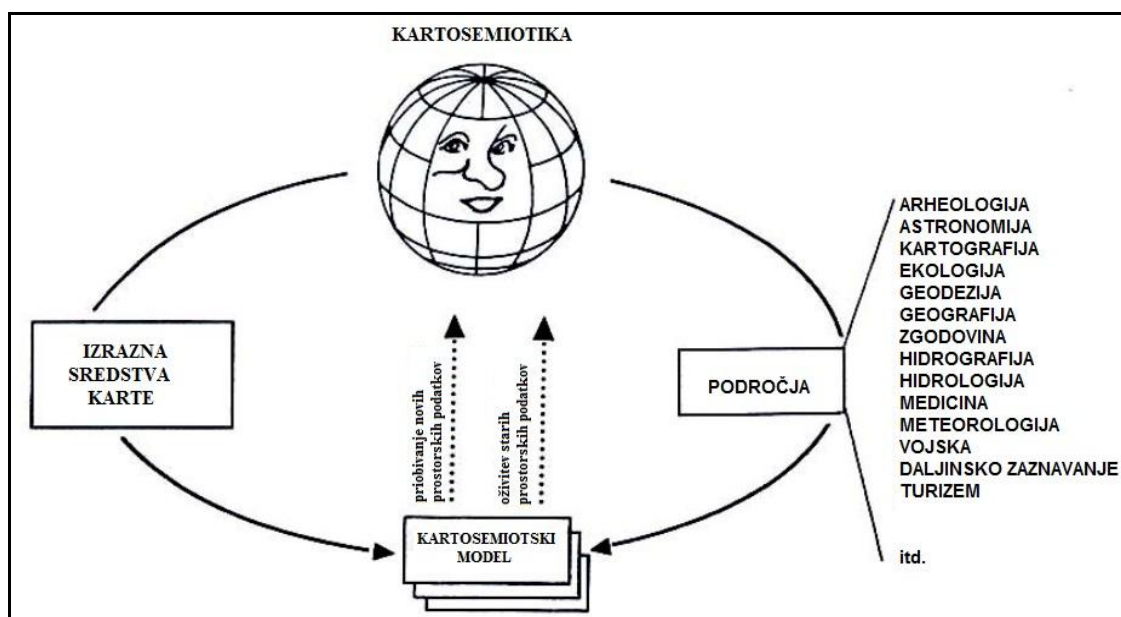 KARTOSEMIOTIKA
IZRAZNA
SREDSTVA
KARTE
priobivanje novih
prostorskih podatkov
oživitev starih
prostorskih podatkov
PODROČJA
ARHEOLOGIJA
ASTRONOMIJA
KARTOGRAFIJA
EKOLOGIJA
GEODEZIJA
GEOGRAFIJA
ZGODOVINA
HIDROGRAFIJA
HIDROLOGIJA
MEDICINA
METEOROLOGIJA
VOJSKA
DALJINSKO ZAZNAVANJE
TURIZEM
itd.
KARTOSEMIOTSKI
MODEL